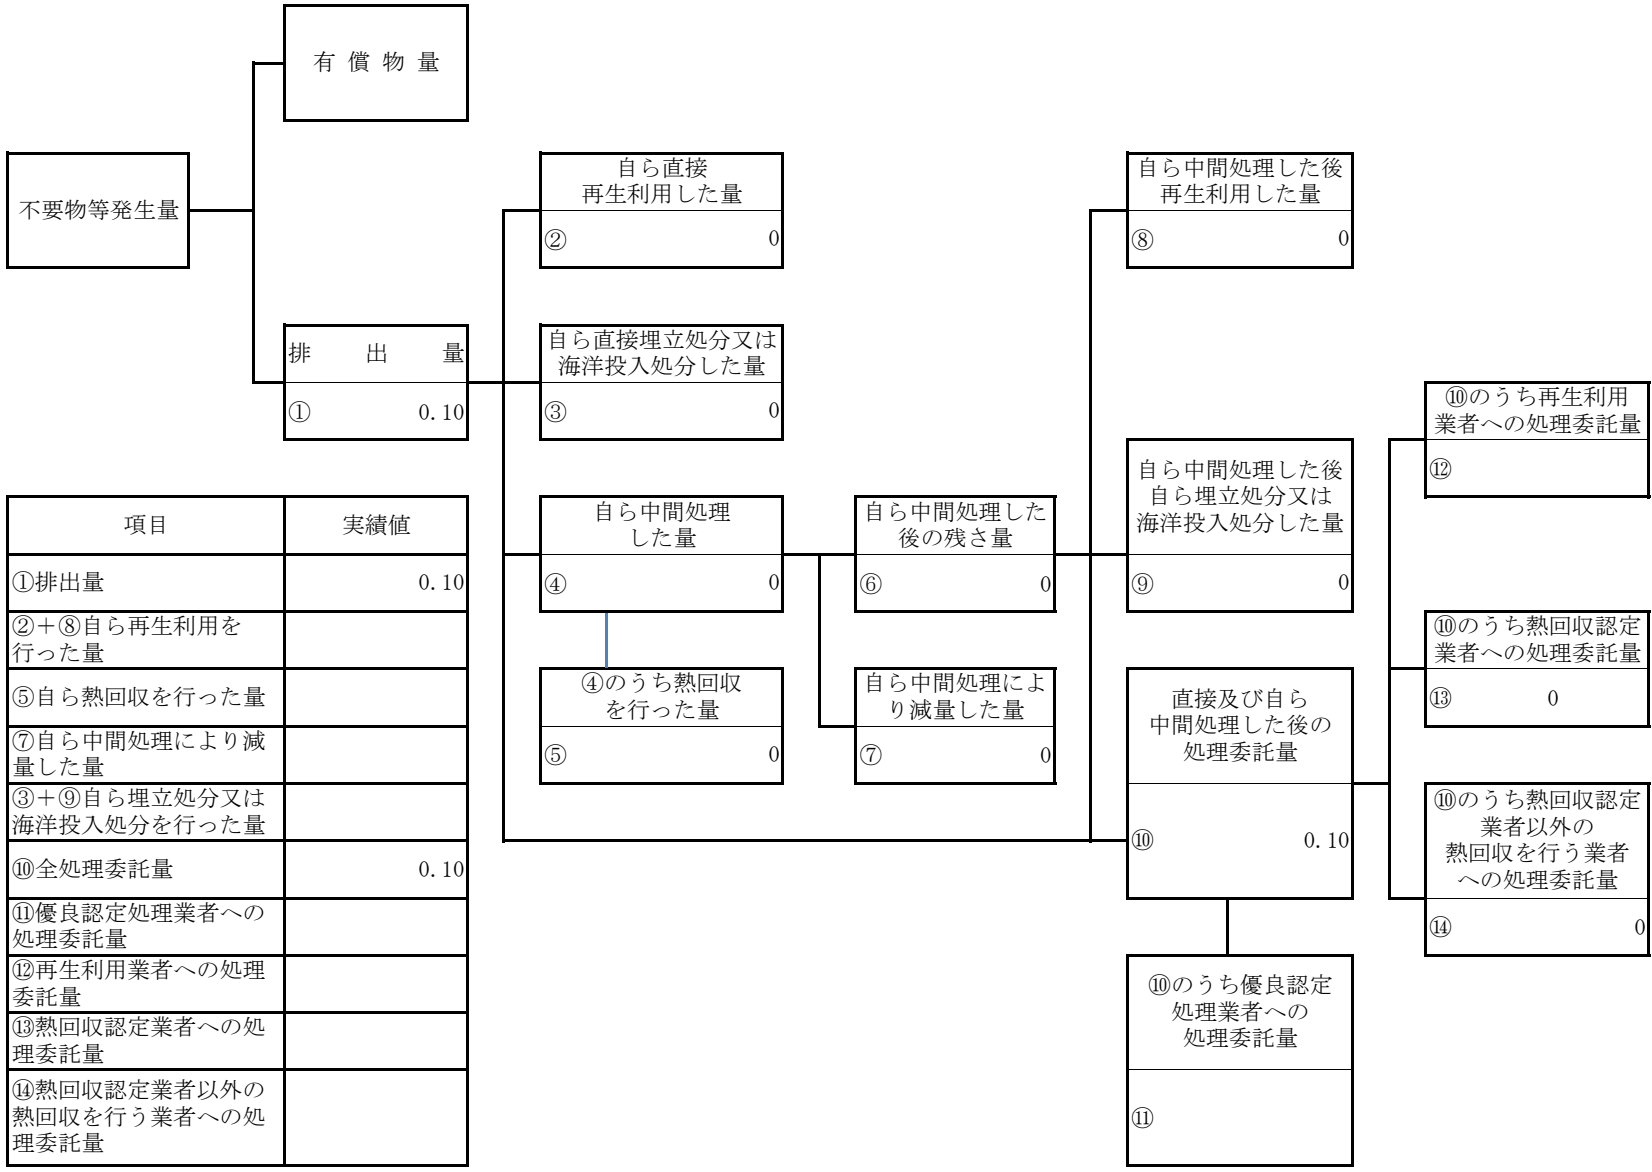 有償物量
不要物等発生量
排出量
① 0.10
自ら直接
再生利用した量
② 0
自ら直接埋立処分又は
海洋投入処分した量
③ 0
自ら中間処理
した量
④ 0
④のうち熱回収
を行った量
⑤ 0
自ら中間処理した
後の残さ量
⑥ 0
自ら中間処理によ
り減量した量
⑦ 0
自ら中間処理した後
再生利用した量
⑧ 0
自ら中間処理した後
自ら埋立処分又は
海洋投入処分した量
⑨ 0
直接及び自ら
中間処理した後の
処理委託量
⑩ 0.10
⑩のうち優良認定
処理業者への
処理委託量
⑪
⑩のうち再生利用
業者への処理委託量
⑫
⑩のうち熱回収認定
業者への処理委託量
⑬ 0
⑩のうち熱回収認定
業者以外の
熱回収を行う業者
への処理委託量
⑭ 0
項目 実績値
①排出量 0.10
②＋⑧自ら再生利用を
行った量
⑤自ら熱回収を行った量
⑦自ら中間処理により減
量した量
③＋⑨自ら埋立処分又は
海洋投入処分を行った量
⑩全処理委託量 0.10
⑪優良認定処理業者への
処理委託量
⑫再生利用業者への処理
委託量
⑬熱回収認定業者への処
理委託量
⑭熱回収認定業者以外の
熱回収を行う業者への処
理委託量